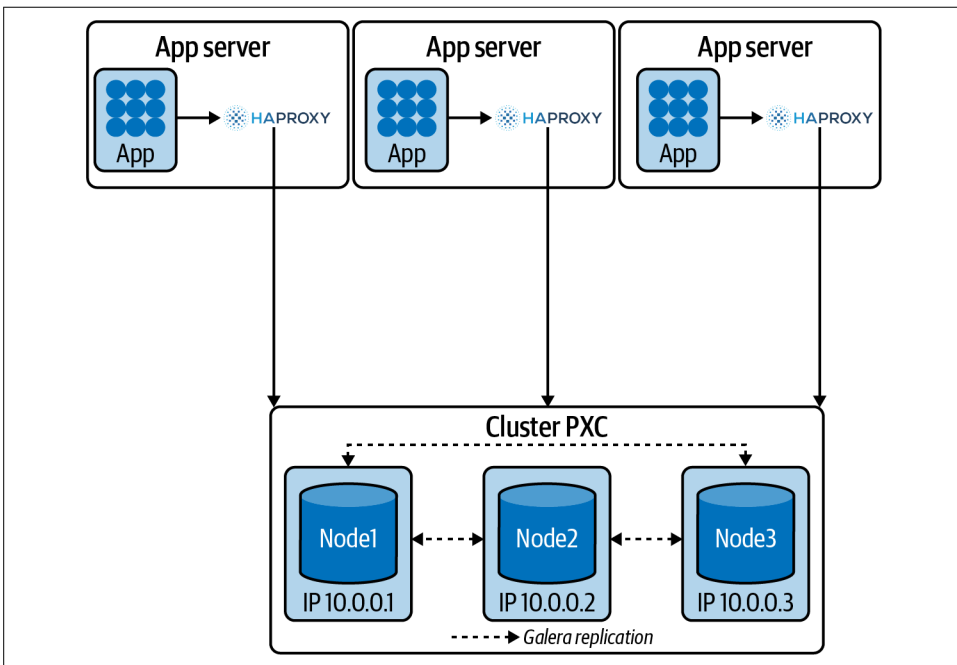 App server
App server
App server
HAPROXY
HAPROXY
HAPROXY
App
App
App
Cluster PXC
Node1
Node2
Node3
IP 10.0.0.1
IP 10.0.0.2
IP 10.0.0.3
Galera replication